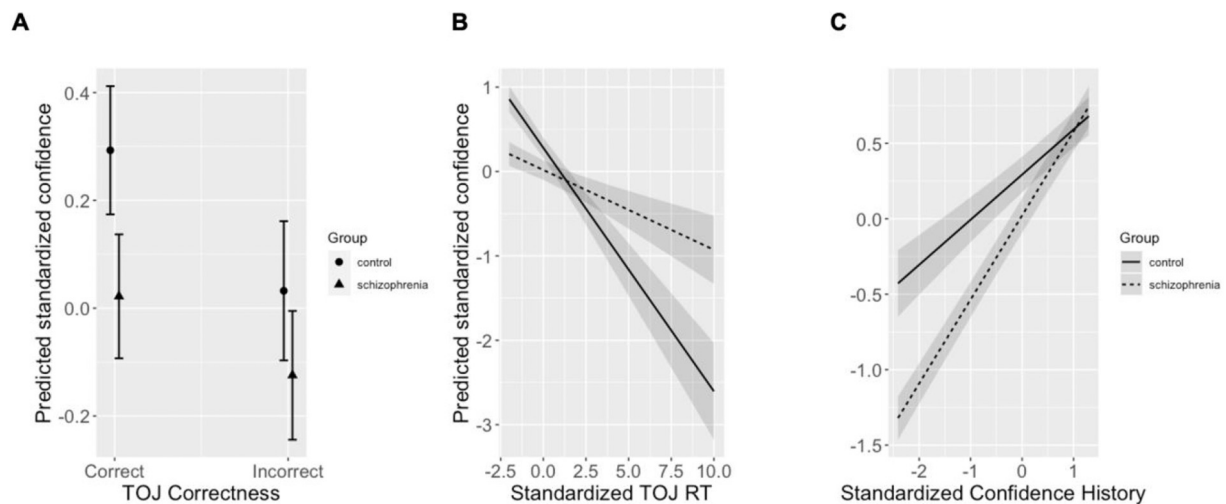 A
B
C
Predicted standardized confidence
0.4
0.2
0.0
-0.2
Correct
Incorrect
TOJ Correctness
Group
control
schizophrenia
Predicted standardized confidence
1
0
-1
-2
-3
-2.5
0.0
2.5
5.0
7.5
10.0
Standardized TOJ RT
0.5
0.0
-0.5
-1.0
-1.5
-2
-1
0
1
Standardized Confidence History
Group
control
schizophrenia